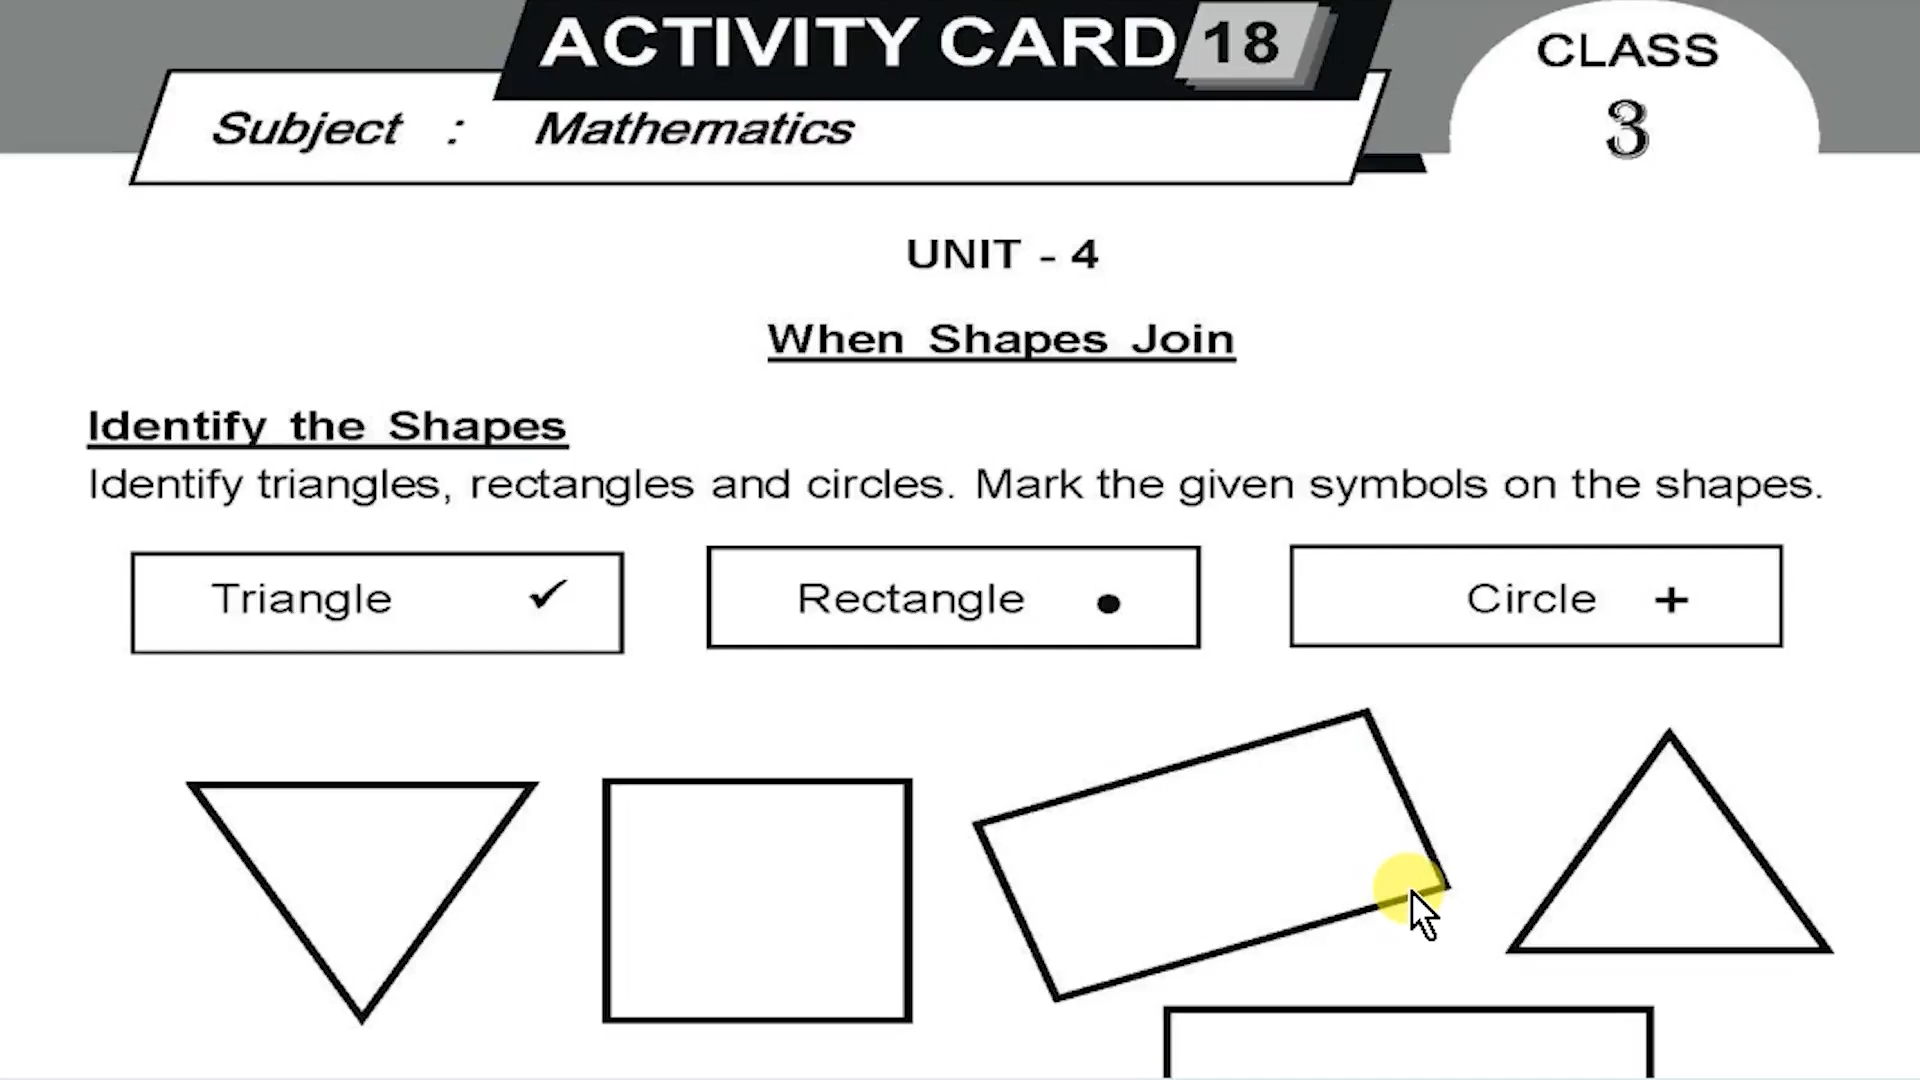 ACTIVITY CARD 18
CLASS
3
Subject : Mathematics
UNIT - 4
When Shapes Join
Identify the Shapes
Identify triangles, rectangles and circles. Mark the given symbols on the shapes.
Triangle ✓
Rectangle ●
Circle +